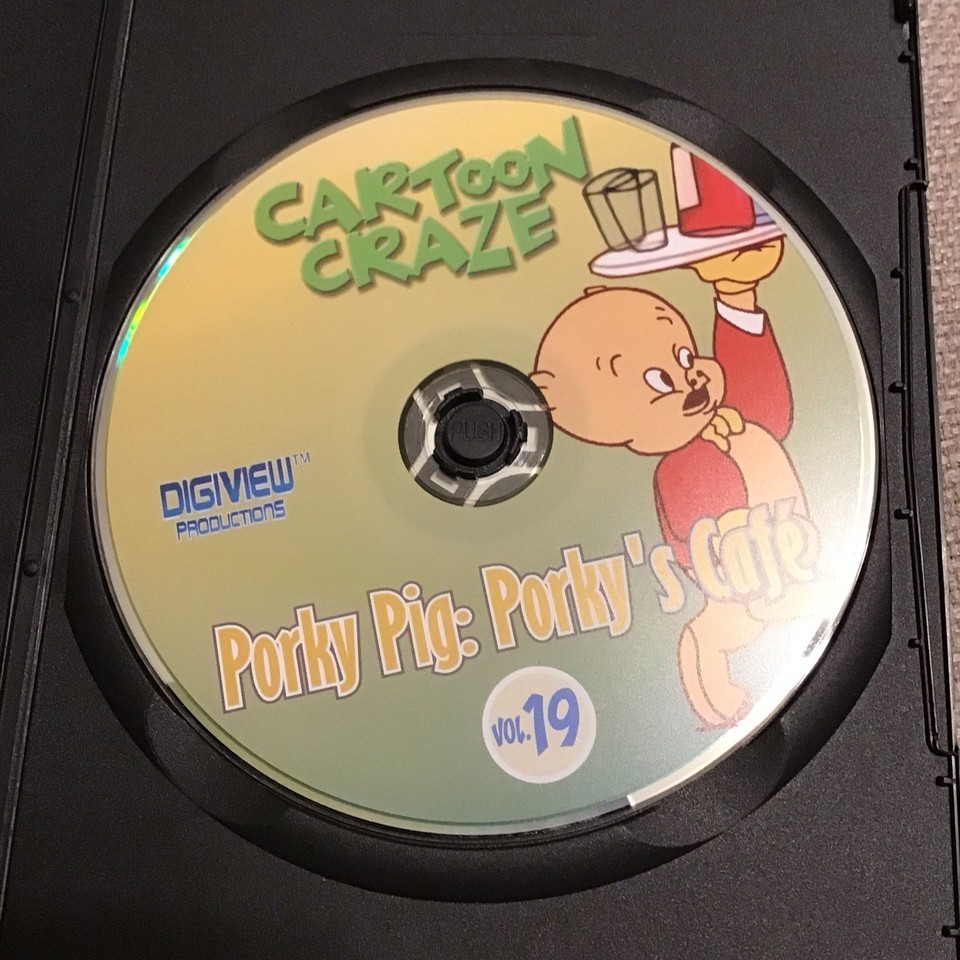 CARTOON
CRAZE
PUSH
DIGIVIEW™
PRODUCTIONS
Porky Pig: Porky's Café
VOL. 19